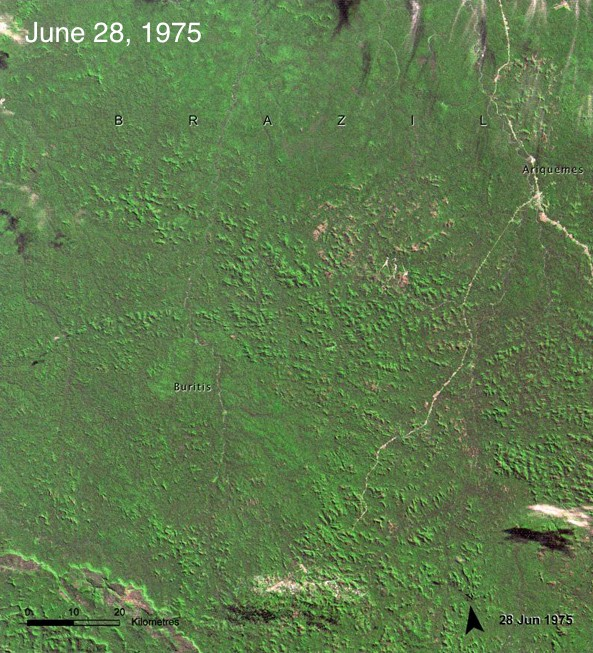 June 28, 1975
B R A Z I L
Ariquemes
Buritis
0 10 20
Kilometres
N
28 Jun 1975